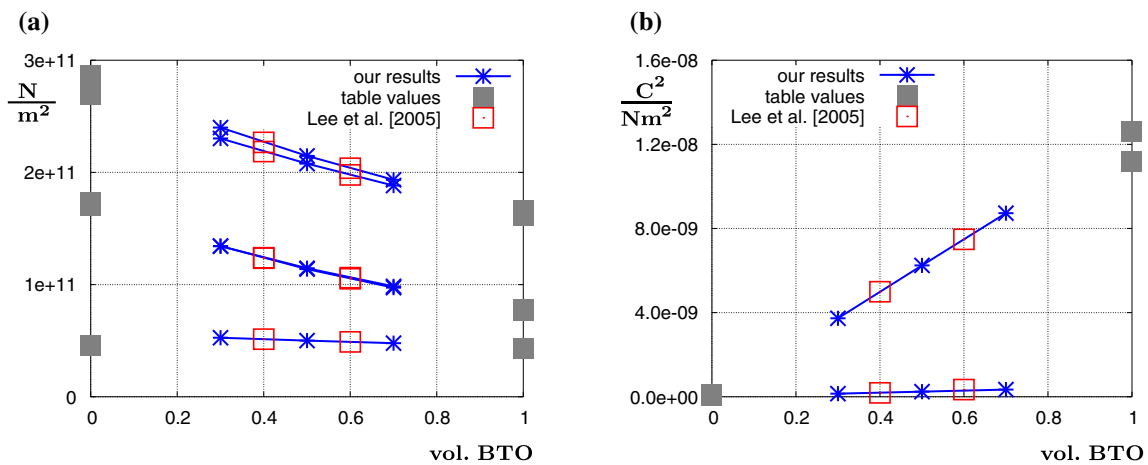 (a)
N
m²
3e+11
2e+11
1e+11
0
our results
table values
Lee et al. [2005]
0 0.2 0.4 0.6 0.8 1
vol. BTO
(b)
C²
Nm²
1.6e-08
1.2e-08
8.0e-09
4.0e-09
0.0e+00
our results
table values
Lee et al. [2005]
0 0.2 0.4 0.6 0.8 1
vol. BTO